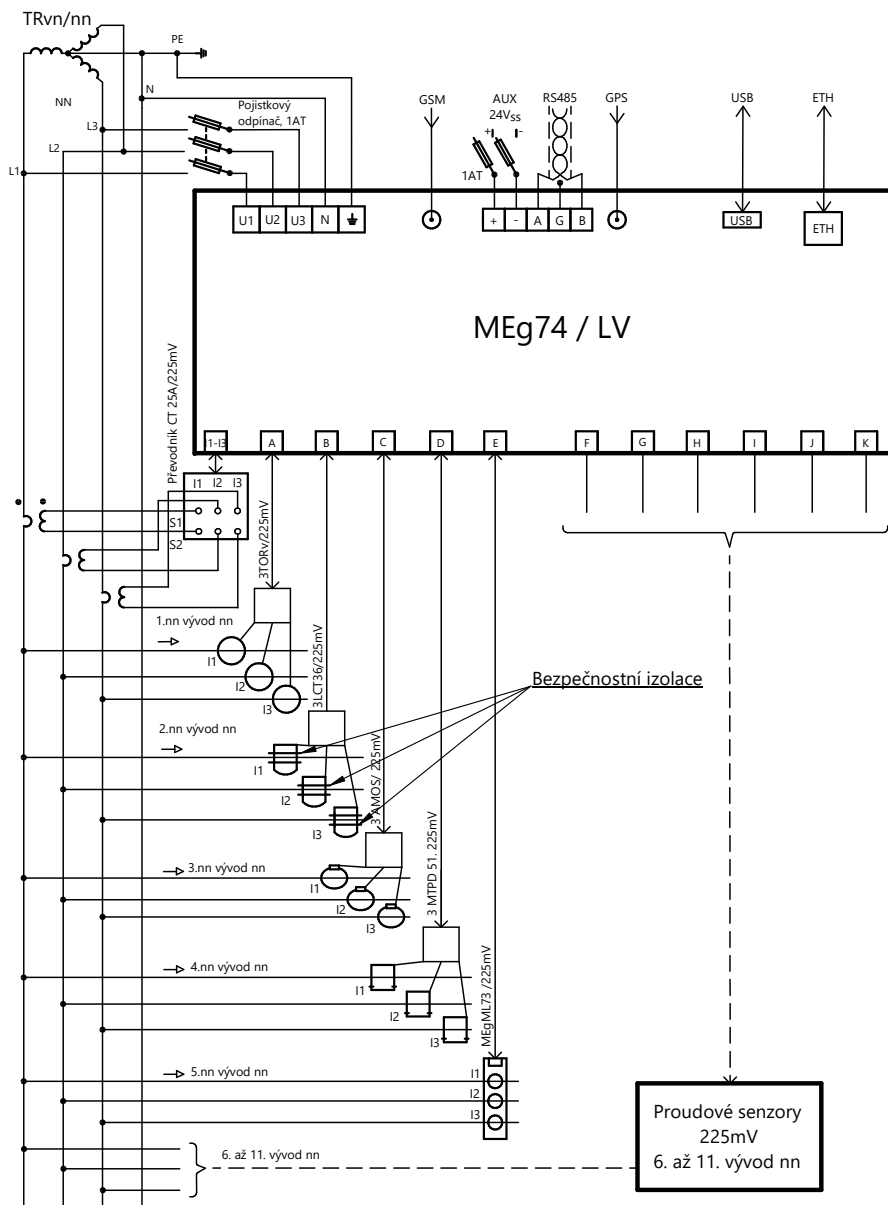 TRvn/nn
PE
N
NN
L3
L2
L1
Pojistkový
odpínač, 1AT
GSM
AUX
24Vss
+
-
1AT
RS485
GPS
USB
ETH
U1
U2
U3
N
+
-
A
G
B
USB
ETH
MEg74 / LV
Převodník CT 25A/225mV
I1-I3
A
B
C
D
E
F
G
H
I
J
K
I1
I2
I3
S1
S2
3TORv/225mV
1.nn vývod nn
I1
I2
I3
3LCT36/225mV
Bezpečnostní izolace
2.nn vývod nn
I1
I2
I3
3 AMOS/ 225mV
3.nn vývod nn
I1
I2
I3
3 MTPD 51. 225mV
4.nn vývod nn
I1
I2
I3
MEgML73 /225mV
5.nn vývod nn
I1
I2
I3
6. až 11. vývod nn
Proudové senzory
225mV
6. až 11. vývod nn